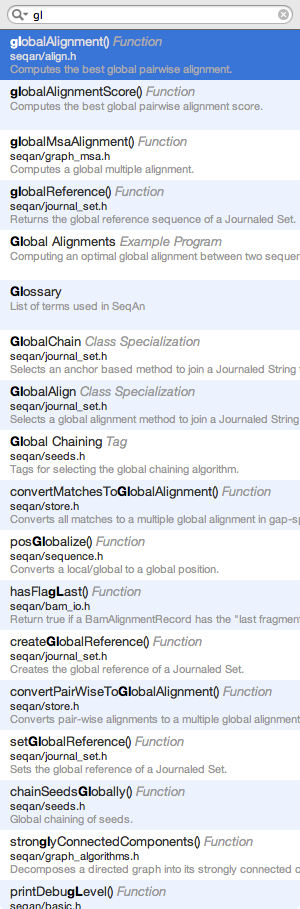 gl
globalAlignment() Function
seqan/align.h
Computes the best global pairwise alignment.
globalAlignmentScore() Function
Computes the best global pairwise alignment score.
globalMsaAlignment() Function
seqan/graph_msa.h
Computes a global multiple alignment.
globalReference() Function
seqan/journal_set.h
Returns the global reference sequence of a Journaled Set.
Global Alignments Example Program
Computing an optimal global alignment between two sequen
Glossary
List of terms used in SeqAn
GlobalChain Class Specialization
seqan/journal_set.h
Selects an anchor based method to join a Journaled String
GlobalAlign Class Specialization
seqan/journal_set.h
Selects a global alignment method to join a Journaled String
Global Chaining Tag
seqan/seeds.h
Tags for selecting the global chaining algorithm.
convertMatchesToGlobalAlignment() Function
seqan/store.h
Converts all matches to a multiple global alignment in gap-sp
posGlobalize() Function
seqan/sequence.h
Converts a local/global to a global position.
hasFlagLast() Function
seqan/bam_io.h
Return true if a BamAlignmentRecord has the "last fragment
createGlobalReference() Function
seqan/journal_set.h
Creates the global reference of a Journaled Set.
convertPairWiseToGlobalAlignment() Function
seqan/store.h
Converts pair-wise alignments to a multiple global alignment
setGlobalReference() Function
seqan/journal_set.h
Sets the global reference of a Journaled Set.
chainSeedsGlobally() Function
seqan/seeds.h
Global chaining of seeds.
stronglyConnectedComponents() Function
seqan/graph_algorithms.h
Decomposes a directed graph into its strongly connected c
printDebugLevel() Function
seqan/basic.h